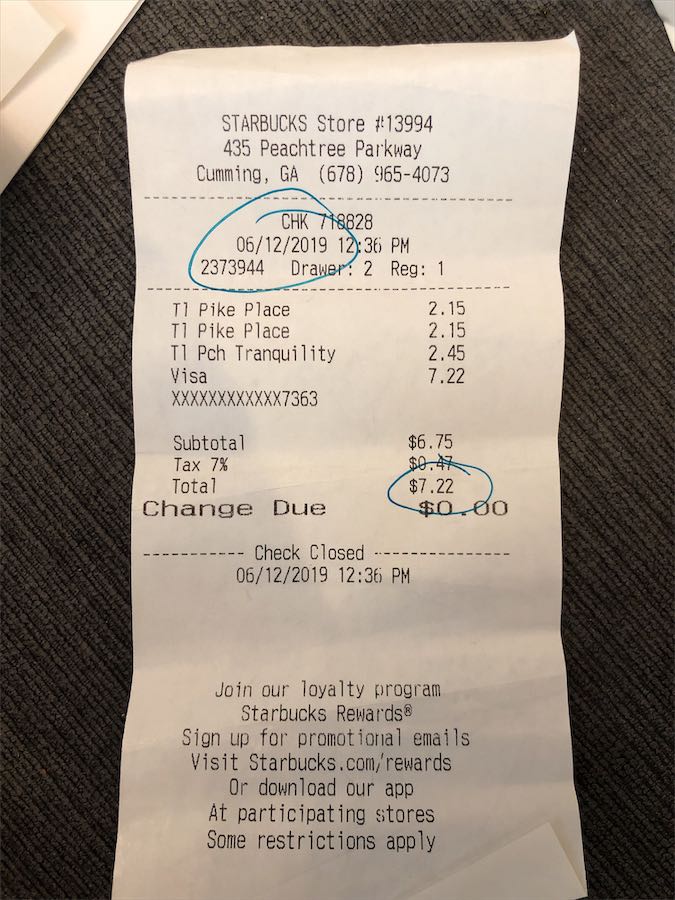 STARBUCKS Store #13994
435 Peachtree Parkway
Cumming, GA (678) 965-4073
CHK 718828
06/12/2019 12:36 PM
2373944 Drawer: 2 Reg: 1
Tl Pike Place 2.15
Tl Pike Place 2.15
Tl Pch Tranquility 2.45
Visa 7.22
XXXXXXXXXXXX7363
Subtotal $6.75
Tax 7% $0.47
Total $7.22
Change Due $0.00
---------- Check Closed -------------
06/12/2019 12:36 PM
Join our loyalty program
Starbucks Rewards®
Sign up for promotional emails
Visit Starbucks.com/rewards
Or download our app
At participating stores
Some restrictions apply